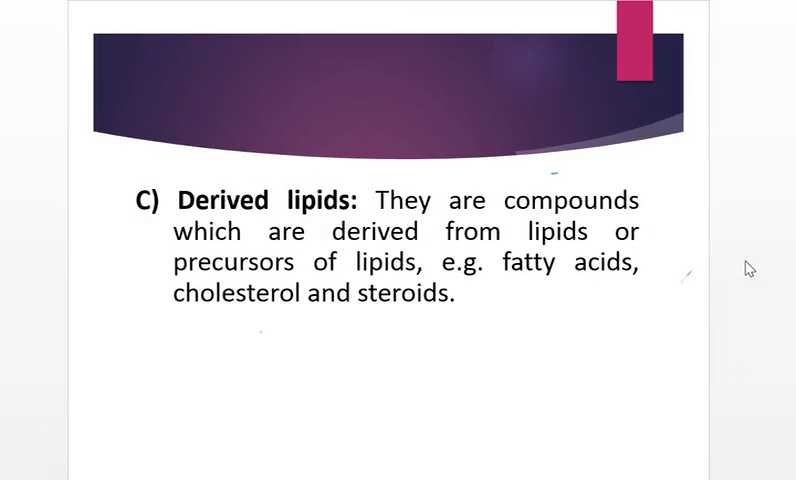 C) Derived lipids: They are compounds
which are derived from lipids or
precursors of lipids, e.g. fatty acids,
cholesterol and steroids.